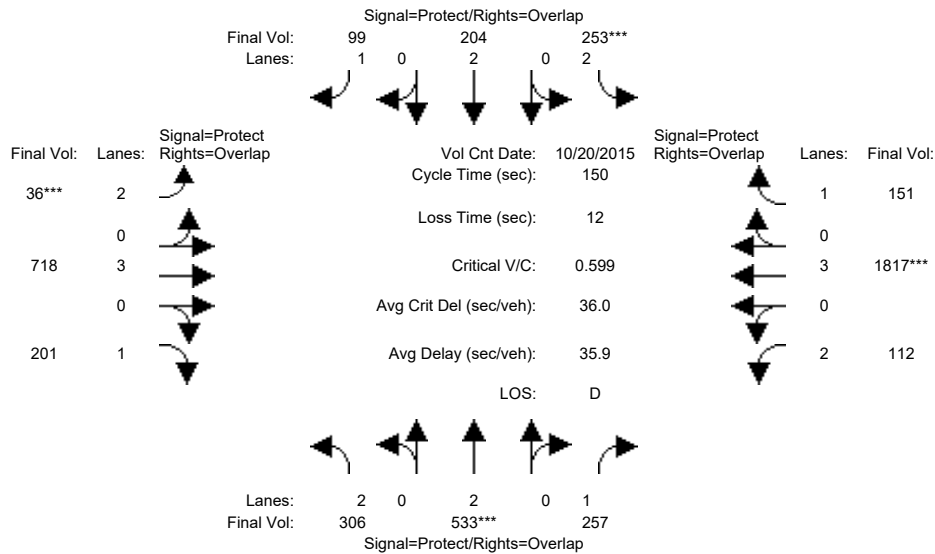 Signal=Protect/Rights=Overlap
Final Vol: 99 204 253***
Lanes: 1 0 2 0 2
Signal=Protect
Final Vol: Lanes: Rights=Overlap
Vol Cnt Date: 10/20/2015
Signal=Protect
Rights=Overlap Lanes: Final Vol:
Cycle Time (sec): 150
36*** 2
1 151
Loss Time (sec): 12
0
0
718 3
Critical V/C: 0.599
3 1817***
0
Avg Crit Del (sec/veh): 36.0
0
201 1
Avg Delay (sec/veh): 35.9
2 112
LOS: D
Lanes: 2 0 2 0 1
Final Vol: 306 533*** 257
Signal=Protect/Rights=Overlap